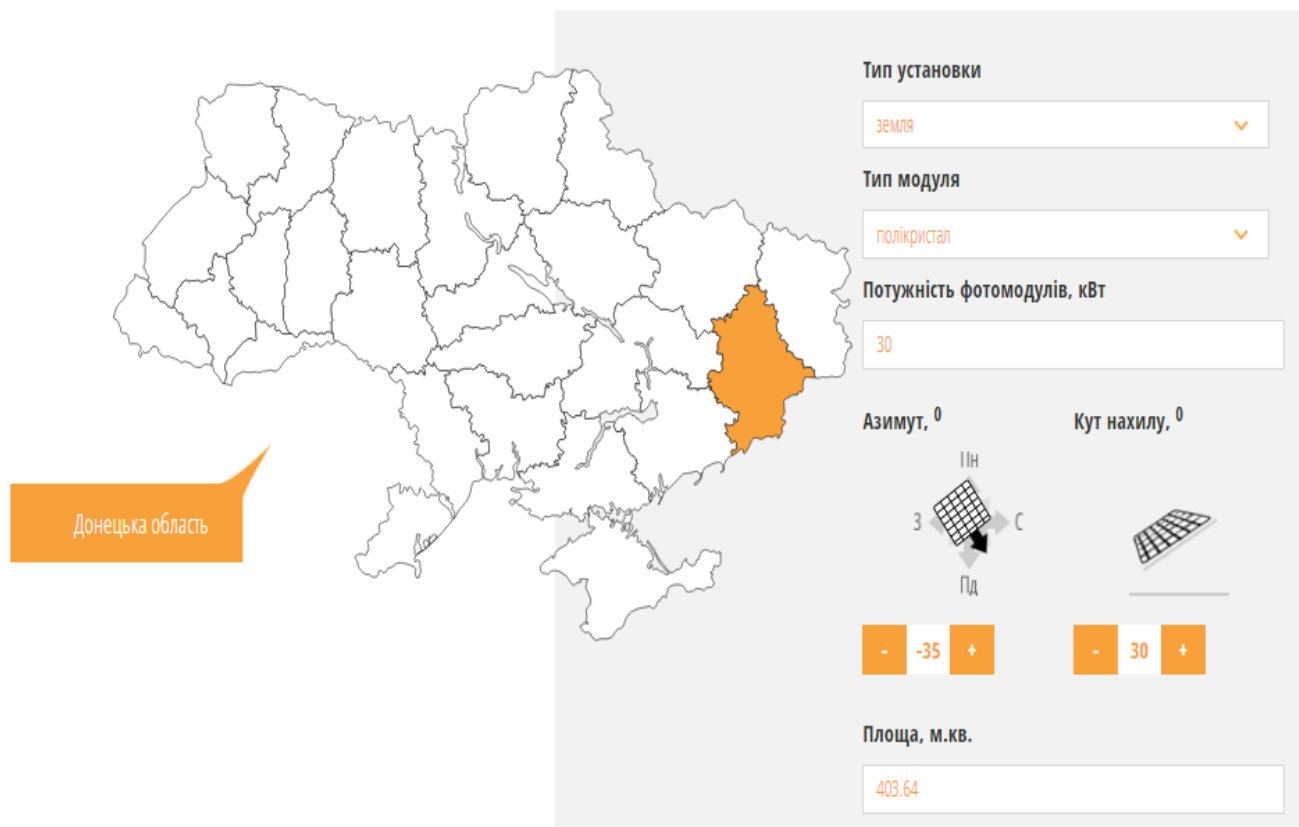 Тип установки
земля
Тип модуля
полікристал
Потужність фотомодулів, кВт
30
Азимут, 0
Кут нахилу, 0
Пн
З
С
Пд
- -35 +
- 30 +
Донецька область
Площа, м.кв.
403.64